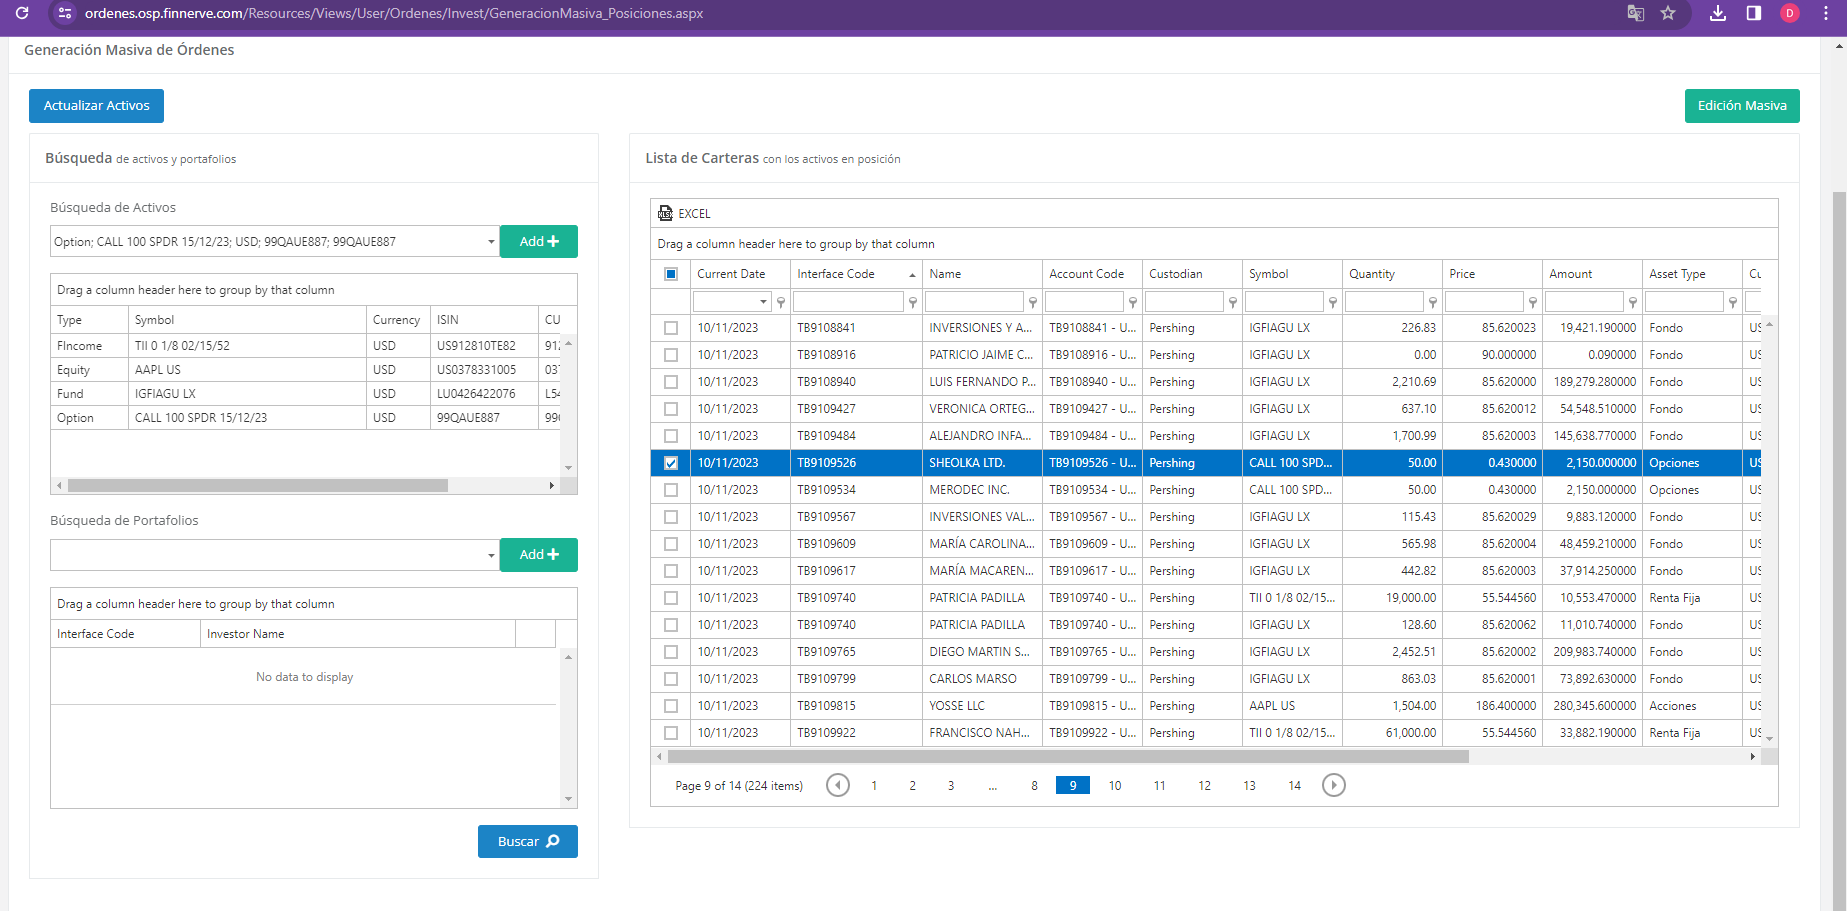 ordenes.osp.finnerve.com/Resources/Views/User/Ordenes/Invest/GeneracionMasiva_Posiciones.aspx
D
Generación Masiva de Órdenes
Actualizar Activos
Edición Masiva
Búsqueda de activos y portafolios
Búsqueda de Activos
Option; CALL 100 SPDR 15/12/23; USD; 99QAUE887; 99QAUE887
Add
Drag a column header here to group by that column
Type Symbol Currency ISIN CU
FIncome TII 0 1/8 02/15/52 USD US912810TE82 912
Equity AAPL US USD US0378331005 037
Fund IGFIAGU LX USD LU0426422076 L54
Option CALL 100 SPDR 15/12/23 USD 99QAUE887 99
Búsqueda de Portafolios
Add
Drag a column header here to group by that column
Interface Code Investor Name
No data to display
Buscar
Lista de Carteras con los activos en posición
XLSX EXCEL
Drag a column header here to group by that column
Current Date Interface Code Name Account Code Custodian Symbol Quantity Price Amount Asset Type Cu
10/11/2023 TB9108841 INVERSIONES Y A... TB9108841 - U... Pershing IGFIAGU LX 226.83 85.620023 19,421.190000 Fondo US
10/11/2023 TB9108916 PATRICIO JAIME C... TB9108916 - U... Pershing IGFIAGU LX 0.00 90.000000 0.090000 Fondo US
10/11/2023 TB9108940 LUIS FERNANDO P... TB9108940 - U... Pershing IGFIAGU LX 2,210.69 85.620000 189,279.280000 Fondo US
10/11/2023 TB9109427 VERONICA ORTEG... TB9109427 - U... Pershing IGFIAGU LX 637.10 85.620012 54,548.510000 Fondo US
10/11/2023 TB9109484 ALEJANDRO INFA... TB9109484 - U... Pershing IGFIAGU LX 1,700.99 85.620003 145,638.770000 Fondo US
10/11/2023 TB9109526 SHEOLKA LTD. TB9109526 - U... Pershing CALL 100 SPD... 50.00 0.430000 2,150.000000 Opciones US
10/11/2023 TB9109534 MERODEC INC. TB9109534 - U... Pershing CALL 100 SPD... 50.00 0.430000 2,150.000000 Opciones US
10/11/2023 TB9109567 INVERSIONES VAL... TB9109567 - U... Pershing IGFIAGU LX 115.43 85.620029 9,883.120000 Fondo US
10/11/2023 TB9109609 MARÍA CAROLINA... TB9109609 - U... Pershing IGFIAGU LX 565.98 85.620004 48,459.210000 Fondo US
10/11/2023 TB9109617 MARÍA MACAREN... TB9109617 - U... Pershing IGFIAGU LX 442.82 85.620003 37,914.250000 Fondo US
10/11/2023 TB9109740 PATRICIA PADILLA TB9109740 - U... Pershing TII 0 1/8 02/15... 19,000.00 55.544560 10,553.470000 Renta Fija US
10/11/2023 TB9109740 PATRICIA PADILLA TB9109740 - U... Pershing IGFIAGU LX 128.60 85.620062 11,010.740000 Fondo US
10/11/2023 TB9109765 DIEGO MARTIN S... TB9109765 - U... Pershing IGFIAGU LX 2,452.51 85.620002 209,983.740000 Fondo US
10/11/2023 TB9109799 CARLOS MARSO TB9109799 - U... Pershing IGFIAGU LX 863.03 85.620001 73,892.630000 Fondo US
10/11/2023 TB9109815 YOSSE LLC TB9109815 - U... Pershing AAPL US 1,504.00 186.400000 280,345.600000 Acciones US
10/11/2023 TB9109922 FRANCISCO NAH... TB9109922 - U... Pershing TII 0 1/8 02/15... 61,000.00 55.544560 33,882.190000 Renta Fija US
Page 9 of 14 (224 items) 1 2 3 ... 8 9 10 11 12 13 14